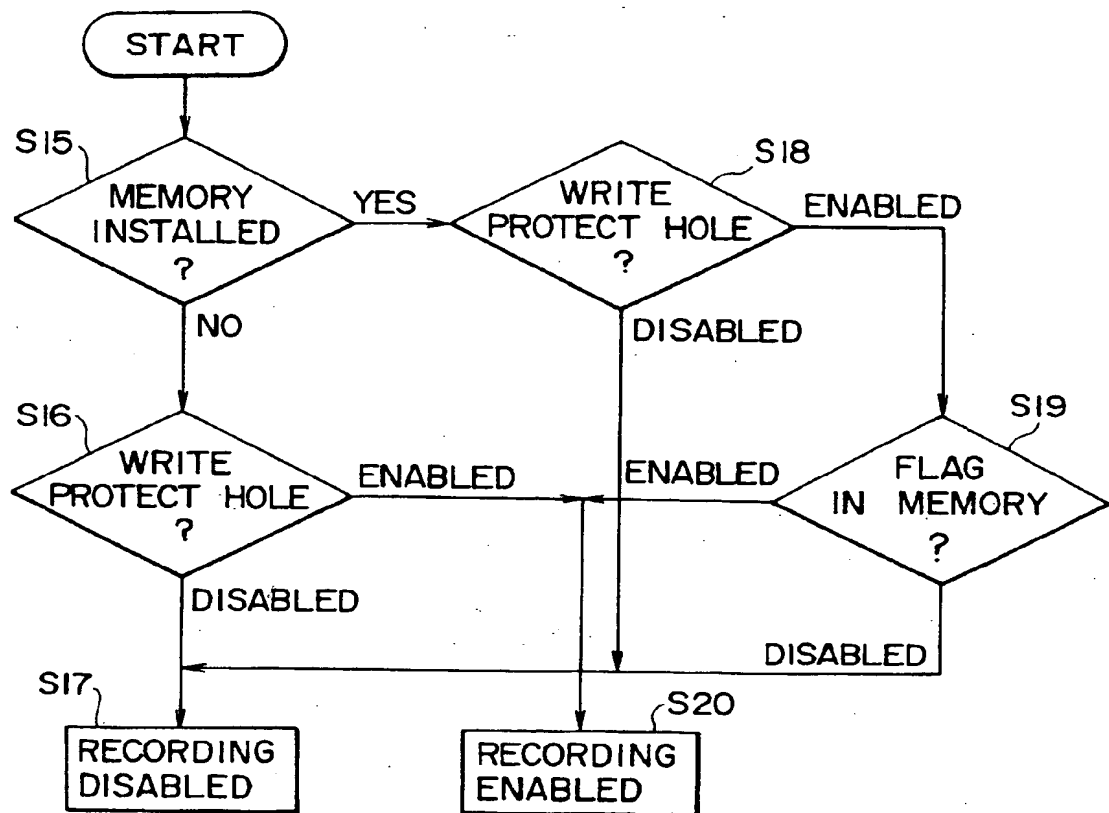 START
S15
MEMORY
INSTALLED
?
YES
NO
S18
WRITE
PROTECT HOLE
?
ENABLED
DISABLED
S16
WRITE
PROTECT HOLE
?
ENABLED
DISABLED
S19
FLAG
IN MEMORY
?
ENABLED
DISABLED
S17
RECORDING
DISABLED
S20
RECORDING
ENABLED